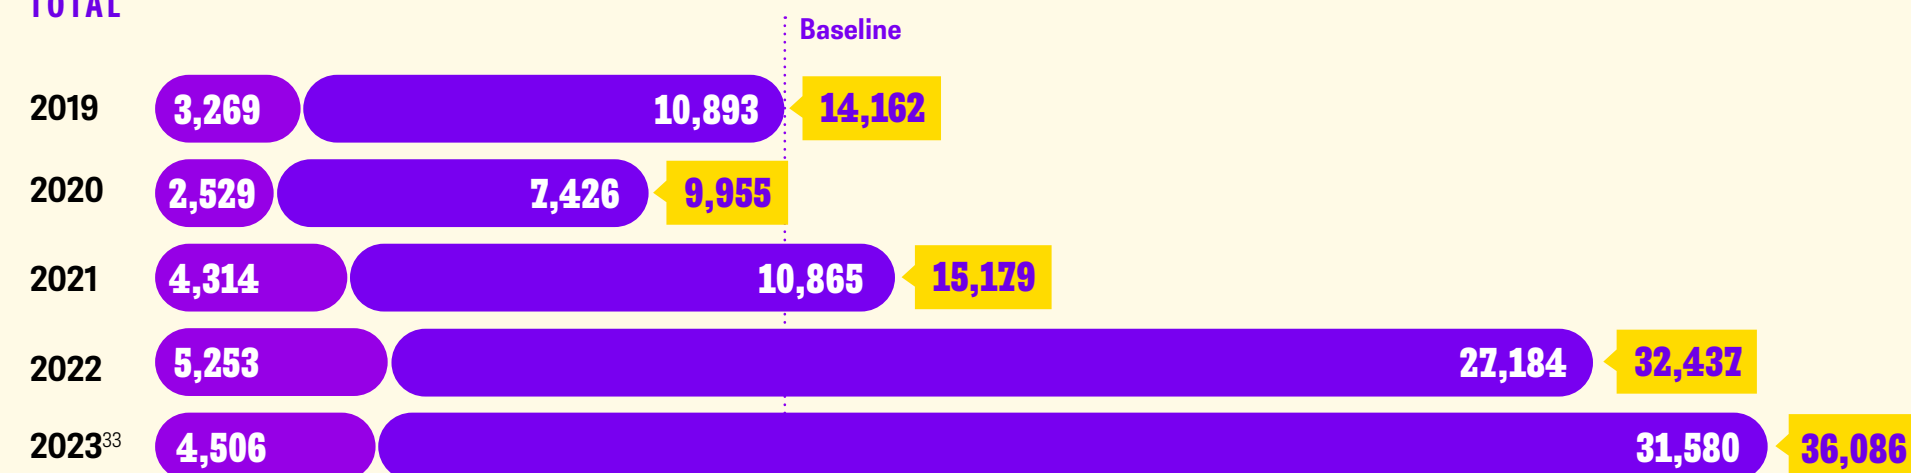 TOTAL
Baseline
2019 3,269 10,893 14,162
2020 2,529 7,426 9,955
2021 4,314 10,865 15,179
2022 5,253 27,184 32,437
2023³³ 4,506 31,580 36,086